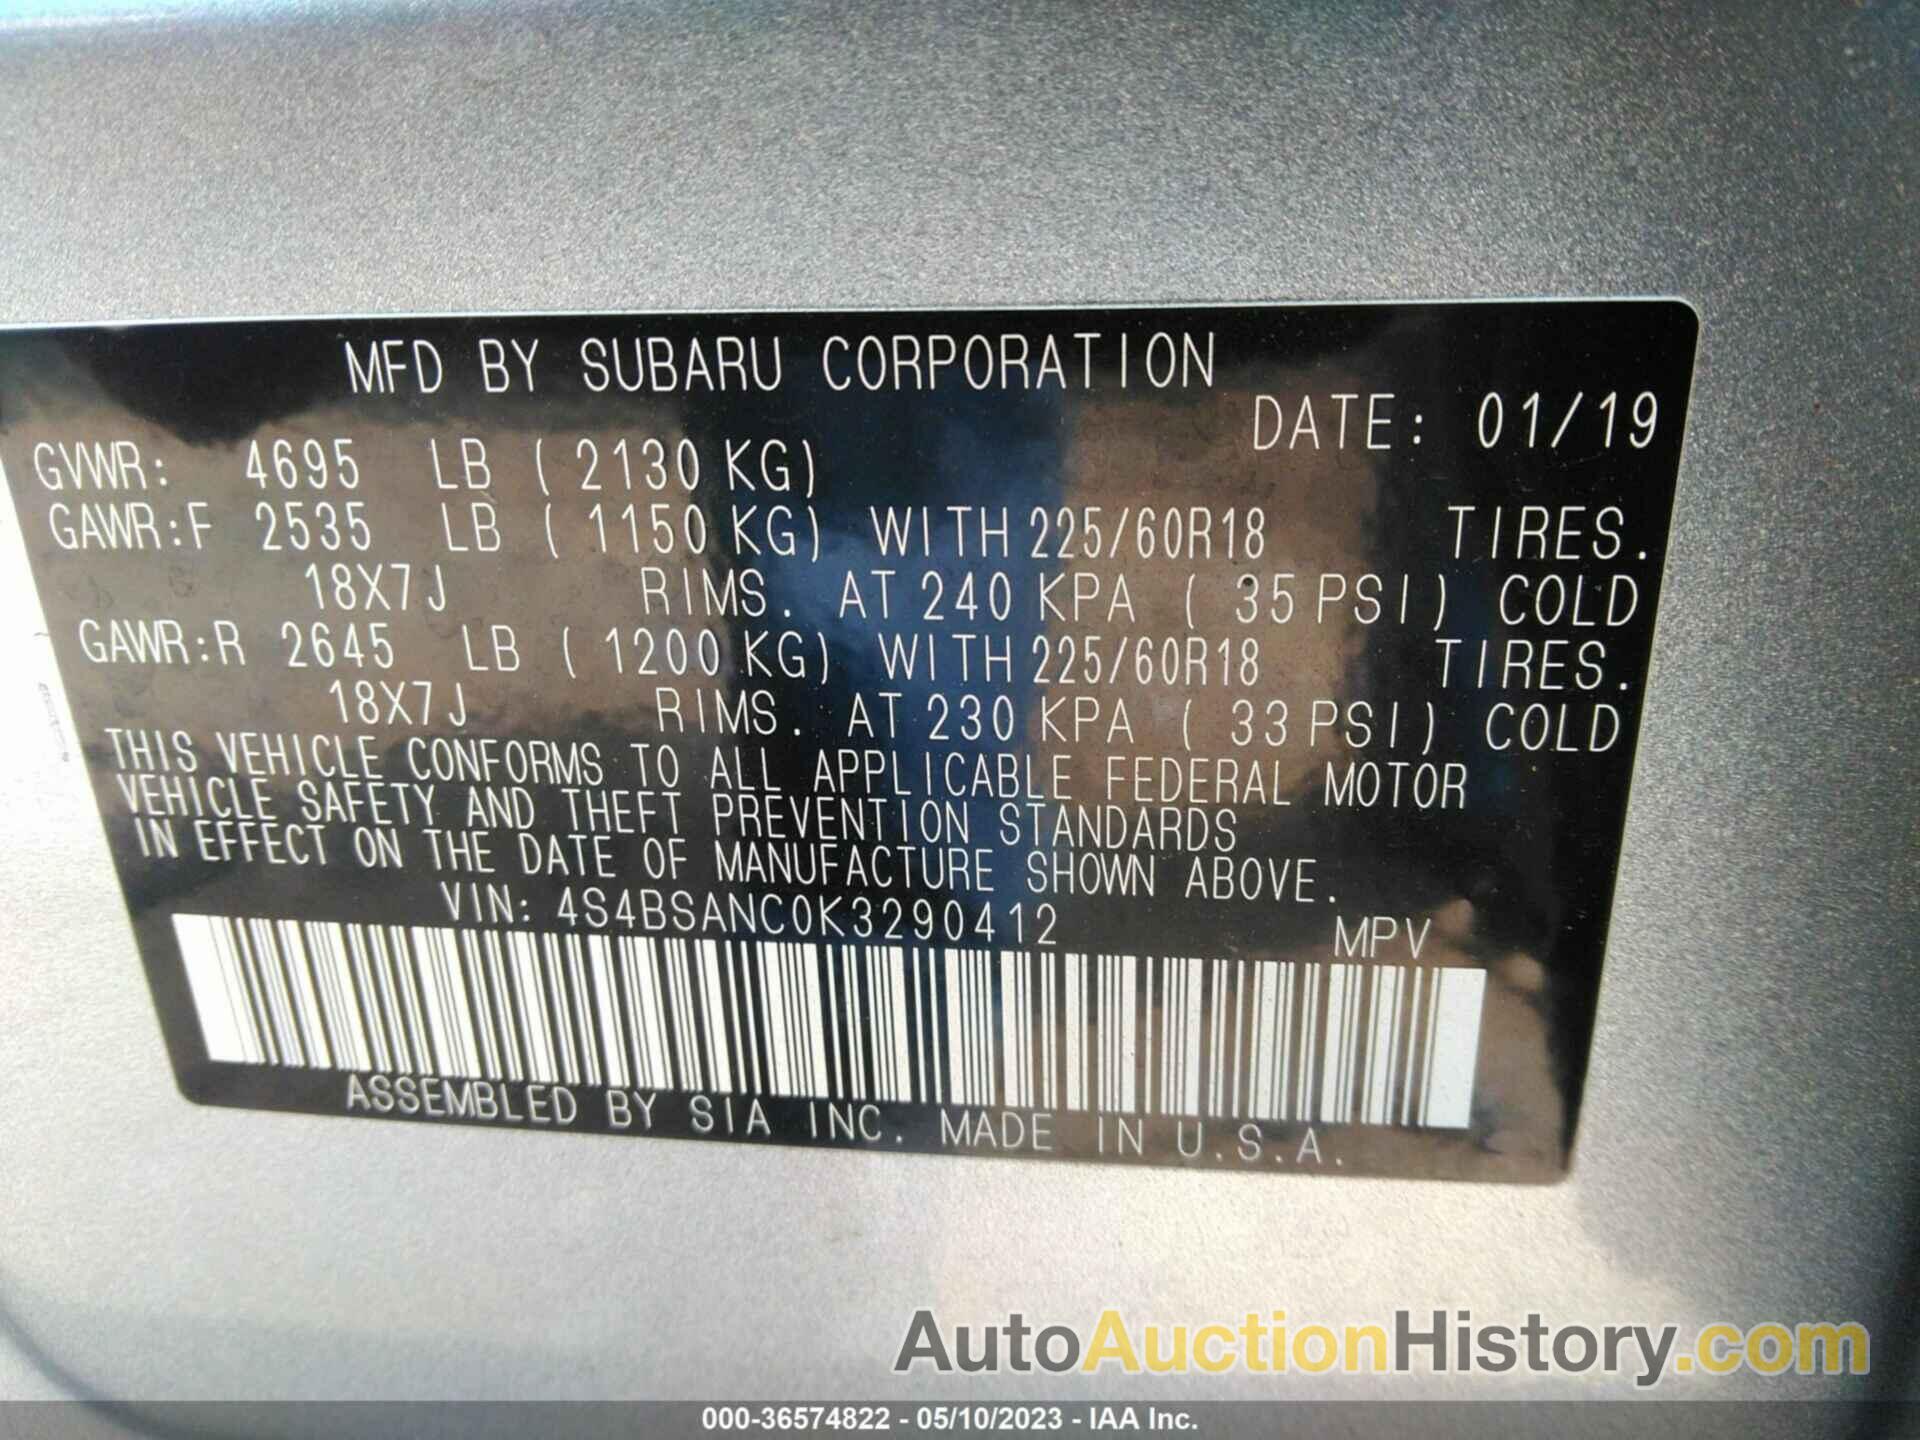 MFD BY SUBARU CORPORATION
DATE: 01/19
GVWR: 4695 LB ( 2130 KG)
GAWR:F 2535 LB ( 1150 KG) WITH 225/60R18 TIRES.
18X7J RIMS. AT 240 KPA ( 35 PSI) COLD
GAWR:R 2645 LB ( 1200 KG) WITH 225/60R18 TIRES.
18X7J RIMS. AT 230 KPA ( 33 PSI) COLD
THIS VEHICLE CONFORMS TO ALL APPLICABLE FEDERAL MOTOR
VEHICLE SAFETY AND THEFT PREVENTION STANDARDS
IN EFFECT ON THE DATE OF MANUFACTURE SHOWN ABOVE.
VIN: 4S4BSANC0K3290412 MPV
ASSEMBLED BY SIA INC. MADE IN U.S.A.
AutoAuctionHistory.com
000-36574822 - 05/10/2023 - IAA Inc.